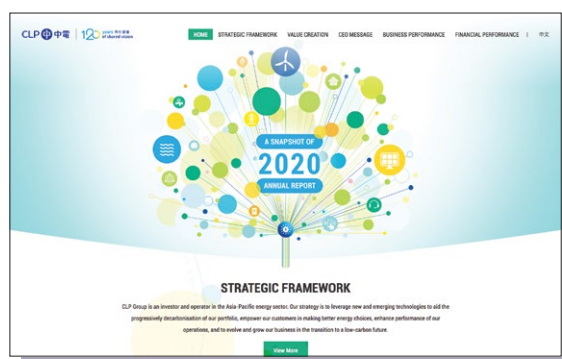 CLP 中電 | 120 years of shared vision
HOME STRATEGIC FRAMEWORK VALUE CREATION CEO MESSAGE BUSINESS PERFORMANCE FINANCIAL PERFORMANCE | 中文
A SNAPSHOT OF
2020
ANNUAL REPORT
STRATEGIC FRAMEWORK
CLP Group is an investor and operator in the Asia-Pacific energy sector. Our strategy is to leverage new and emerging technologies to aid the
progressively decarbonisation of our portfolio, empower our customers in making better energy choices, enhance performance of our
operations, and to evolve and grow our business in the transition to a low-carbon future.
View More